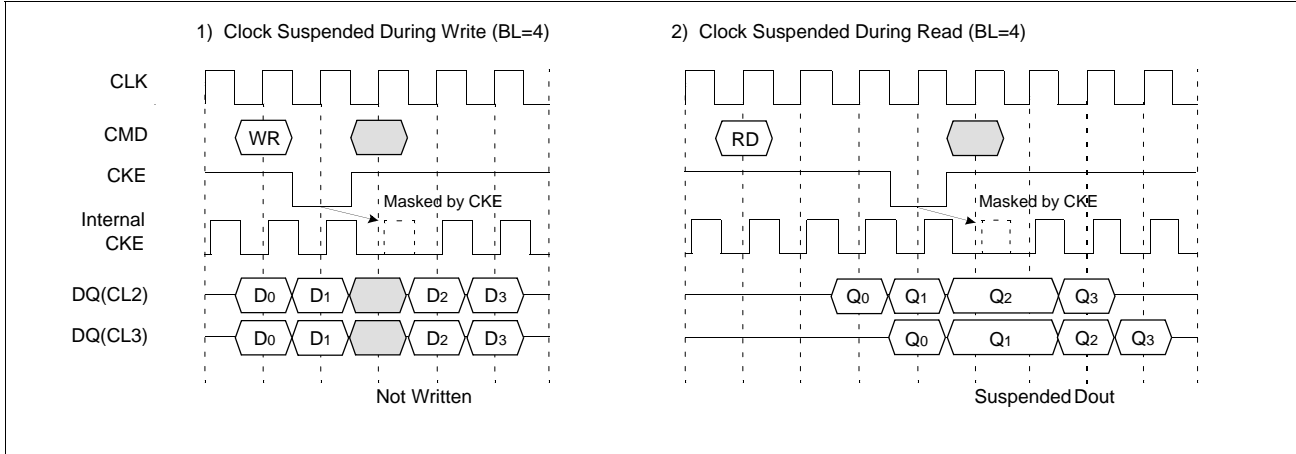 1) Clock Suspended During Write (BL=4)
2) Clock Suspended During Read (BL=4)
CLK
CMD
WR
RD
CKE
Masked by CKE
Masked by CKE
Internal
CKE
DQ(CL2)
D0 D1 D2 D3
Q0 Q1 Q2 Q3
DQ(CL3)
D0 D1 D2 D3
Q0 Q1 Q2 Q3
Not Written
Suspended Dout